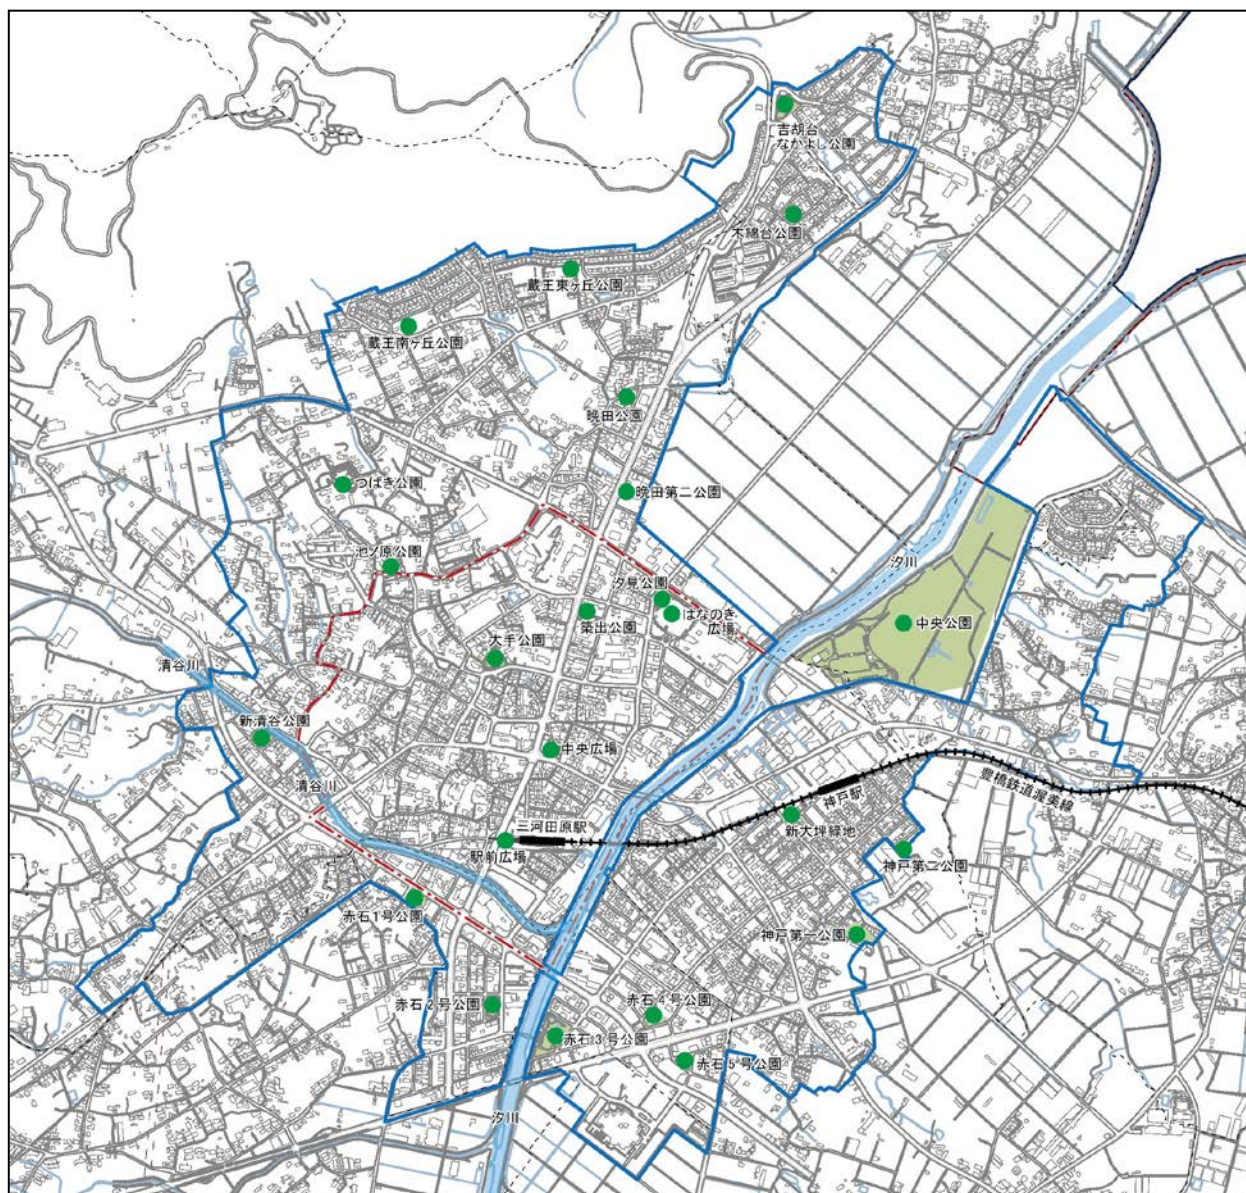 吉胡台
なかよし公園
木綿台公園
蔵王東ヶ丘公園
蔵王南ヶ丘公園
晩田公園
つばき公園
晩田第二公園
池ノ原公園
汐川
汐見公園
はなのき
広場
築出公園
中央公園
大手公園
清谷川
新清谷公園
中央広場
清谷川
神戸駅
豊橋鉄道渥美線
新大坪緑地
三河田原駅
駅前広場
神戸第二公園
赤石1号公園
神戸第一公園
赤石2号公園
赤石4号公園
赤石3号公園
赤石5号公園
汐川